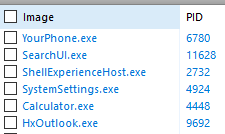 Image PID
YourPhone.exe 6780
SearchUI.exe 11628
ShellExperienceHost.exe 2732
SystemSettings.exe 4924
Calculator.exe 4448
HxOutlook.exe 9692